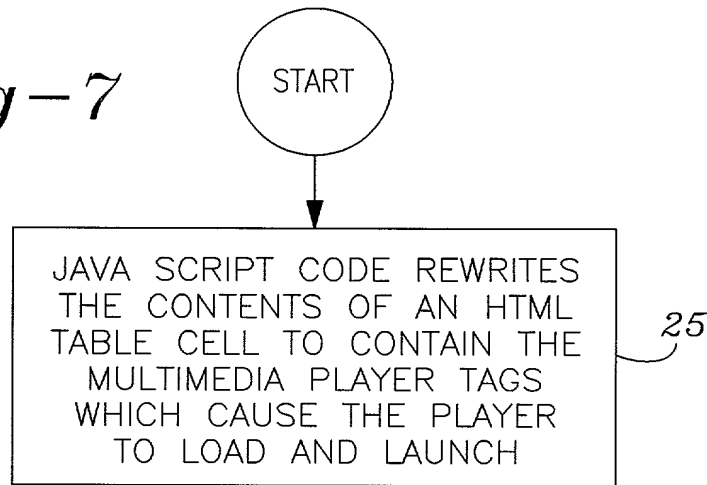 g-7
START
JAVA SCRIPT CODE REWRITES
THE CONTENTS OF AN HTML
TABLE CELL TO CONTAIN THE
MULTIMEDIA PLAYER TAGS
WHICH CAUSE THE PLAYER
TO LOAD AND LAUNCH
25